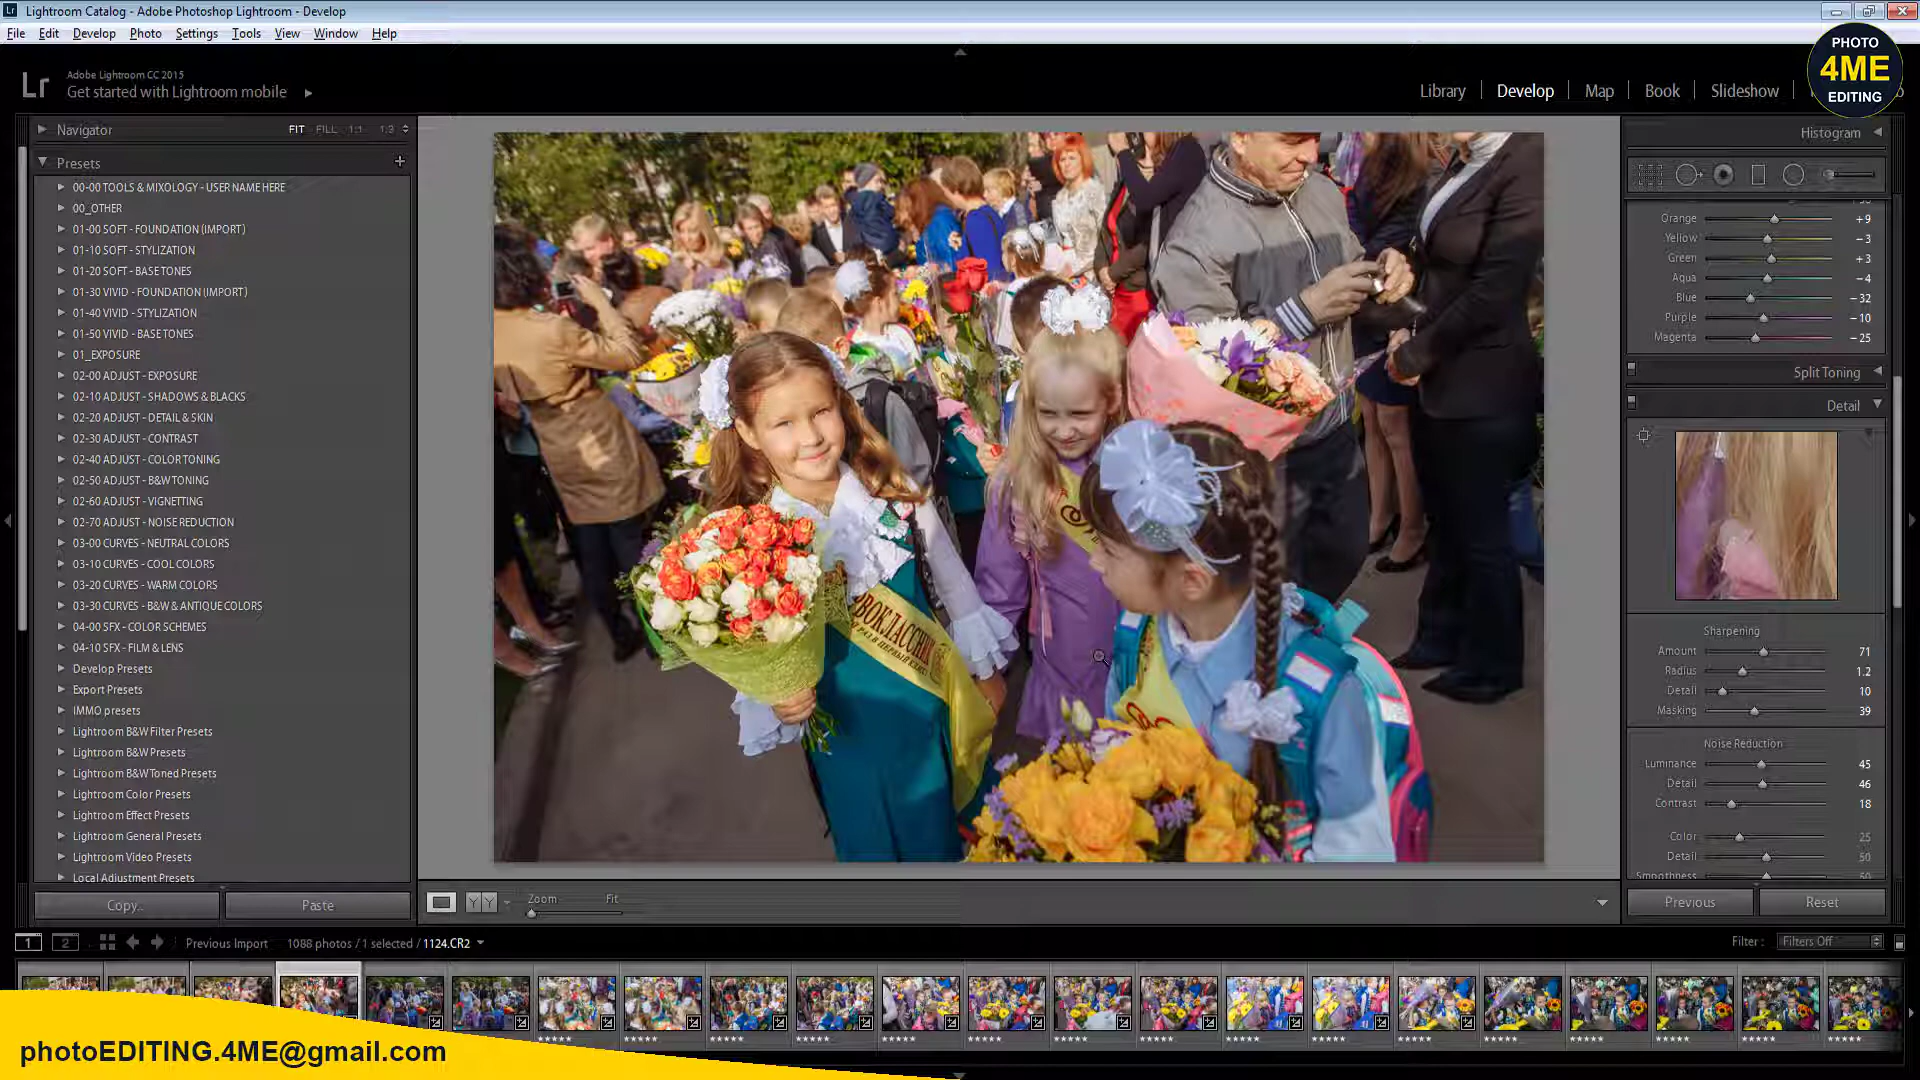 Lightroom Catalog - Adobe Photoshop Lightroom - Develop
File Edit Develop Photo Settings Tools View Window Help
PHOTO
4ME
EDITING
Lr
Adobe Lightroom CC 2015
Get started with Lightroom mobile
Library Develop Map Book Slideshow
Navigator FIT FILL 1:1 1:3
Presets
00-00 TOOLS & MIXOLOGY - USER NAME HERE
00_OTHER
01-00 SOFT - FOUNDATION (IMPORT)
01-10 SOFT - STYLIZATION
01-20 SOFT - BASE TONES
01-30 VIVID - FOUNDATION (IMPORT)
01-40 VIVID - STYLIZATION
01-50 VIVID - BASE TONES
01_EXPOSURE
02-00 ADJUST - EXPOSURE
02-10 ADJUST - SHADOWS & BLACKS
02-20 ADJUST - DETAIL & SKIN
02-30 ADJUST - CONTRAST
02-40 ADJUST - COLOR TONING
02-50 ADJUST - B&W TONING
02-60 ADJUST - VIGNETTING
02-70 ADJUST - NOISE REDUCTION
03-00 CURVES - NEUTRAL COLORS
03-10 CURVES - COOL COLORS
03-20 CURVES - WARM COLORS
03-30 CURVES - B&W & ANTIQUE COLORS
04-00 SFX - COLOR SCHEMES
04-10 SFX - FILM & LENS
Develop Presets
Export Presets
IMMO presets
Lightroom B&W Filter Presets
Lightroom B&W Presets
Lightroom B&W Toned Presets
Lightroom Color Presets
Lightroom Effect Presets
Lightroom General Presets
Lightroom Video Presets
Local Adjustment Presets
Copy... Paste
Zoom Fit
Histogram
Orange +9
Yellow −3
Green +3
Aqua −4
Blue −32
Purple −10
Magenta −25
Split Toning
Detail
Sharpening
Amount 71
Radius 1.2
Detail 10
Masking 39
Noise Reduction
Luminance 45
Detail 46
Contrast 18
Color 25
Detail 50
Smoothness 50
Previous Reset
1 2 Previous Import 1088 photos / 1 selected / 1124.CR2
Filter : Filters Off
photoEDITING.4ME@gmail.com